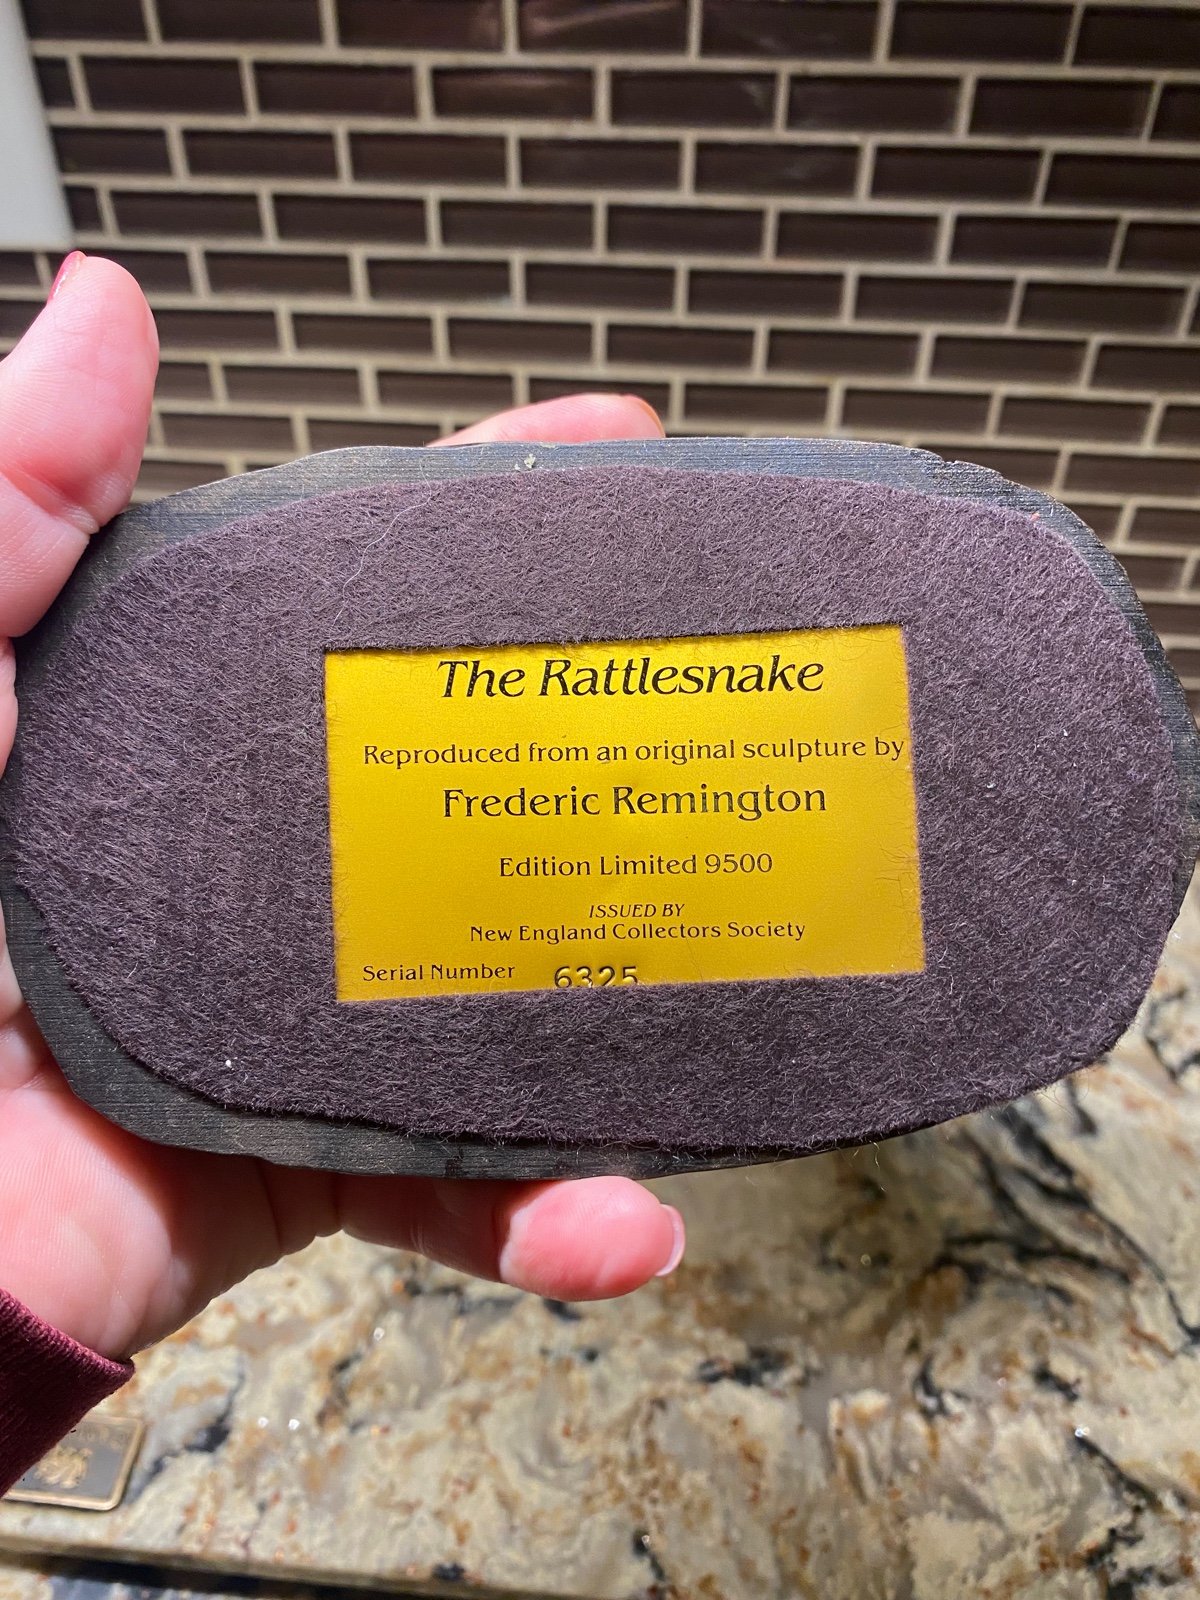 The Rattlesnake
Reproduced from an original sculpture by
Frederic Remington
Edition Limited 9500
ISSUED BY
New England Collectors Society
Serial Number 6325